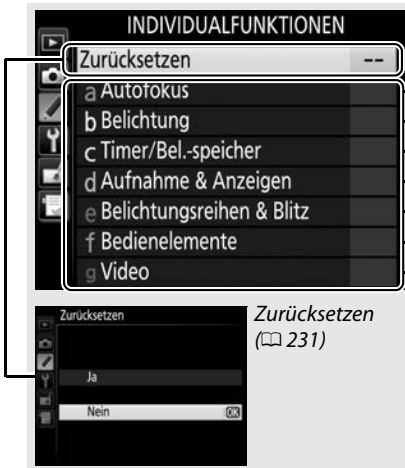 INDIVIDUALFUNKTIONEN
Zurücksetzen --
a Autofokus
b Belichtung
c Timer/Bel.-speicher
d Aufnahme & Anzeigen
e Belichtungsreihen & Blitz
f Bedienelemente
g Video
Zurücksetzen
Ja
Nein OK
Zurücksetzen
(📖 231)